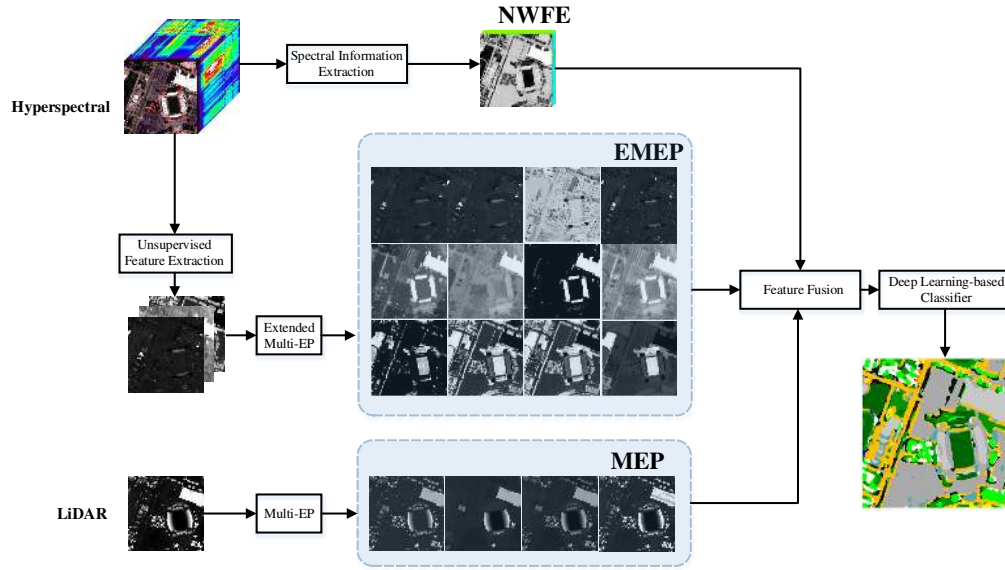 NWFE
Spectral Information
Extraction
Hyperspectral
EMEP
Unsupervised
Feature Extraction
Feature Fusion
Deep Learning-based
Classifier
Extended
Multi-EP
MEP
LiDAR
Multi-EP